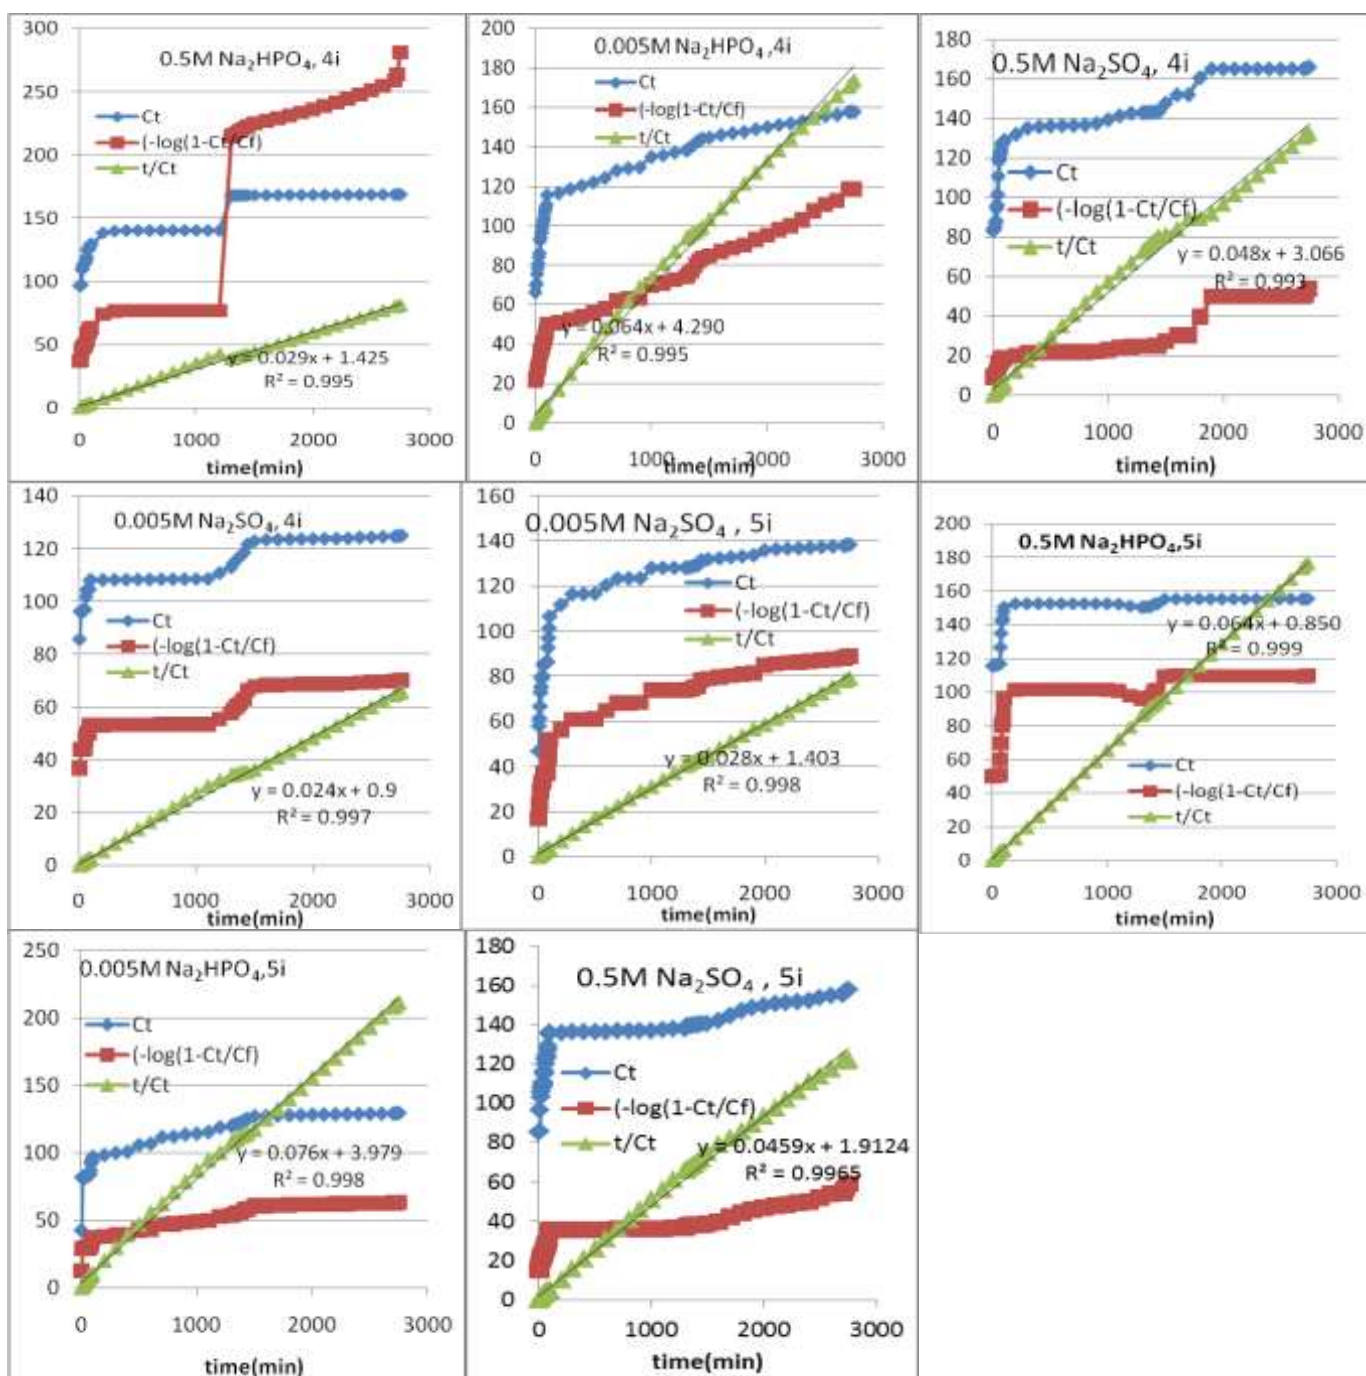 0.5M Na₂HPO₄, 4i
300
250
200
150
100
50
0
Ct
(-log(1-Ct/Cf)
t/Ct
y = 0.029x + 1.425
R² = 0.995
0 1000 2000 3000
time(min)
0.005M Na₂HPO₄ ,4i
200
180
160
140
120
100
80
60
40
20
0
Ct
(-log(1-Ct/Cf)
t/Ct
y = 0.064x + 4.290
R² = 0.995
0 1000 2000 3000
time(min)
0.5M Na₂SO₄, 4i
180
160
140
120
100
80
60
40
20
0
Ct
(-log(1-Ct/Cf)
t/Ct
y = 0.048x + 3.066
R² = 0.993
0 1000 2000 3000
time(min)
0.005M Na₂SO₄, 4i
140
120
100
80
60
40
20
0
Ct
(-log(1-Ct/Cf)
t/Ct
y = 0.024x + 0.9
R² = 0.997
0 1000 2000 3000
time(min)
0.005M Na₂SO₄ , 5i
160
140
120
100
80
60
40
20
0
Ct
(-log(1-Ct/Cf)
t/Ct
y = 0.028x + 1.403
R² = 0.998
0 1000 2000 3000
time(min)
0.5M Na₂HPO₄,5i
200
180
160
140
120
100
80
60
40
20
0
y = 0.064x + 0.850
R² = 0.999
Ct
(-log(1-Ct/Cf)
t/Ct
0 1000 2000 3000
time(min)
0.005M Na₂HPO₄,5i
250
200
150
100
50
0
Ct
(-log(1-Ct/Cf)
t/Ct
y = 0.076x + 3.979
R² = 0.998
0 1000 2000 3000
time(min)
0.5M Na₂SO₄ , 5i
180
160
140
120
100
80
60
40
20
0
Ct
(-log(1-Ct/Cf)
t/Ct
y = 0.0459x + 1.9124
R² = 0.9965
0 1000 2000 3000
time(min)